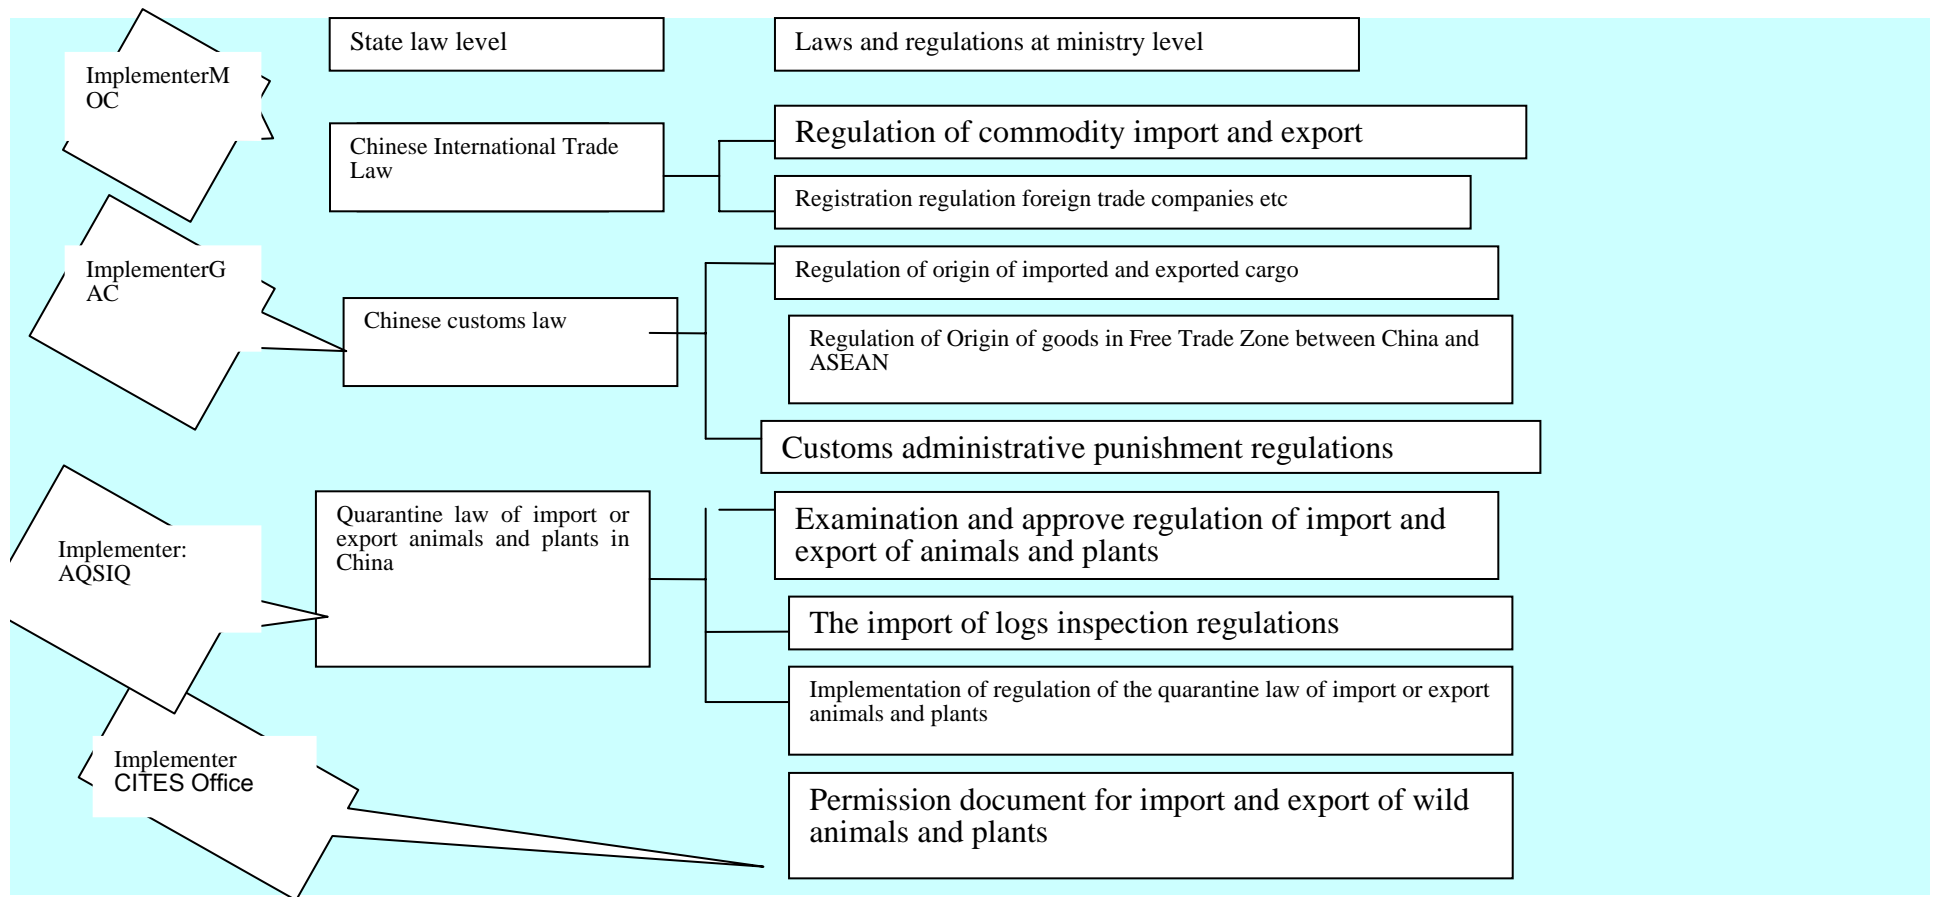 State law level
Laws and regulations at ministry level
ImplementerM
OC
Chinese International Trade
Law
Regulation of commodity import and export
Registration regulation foreign trade companies etc
ImplementerG
AC
Chinese customs law
Regulation of origin of imported and exported cargo
Regulation of Origin of goods in Free Trade Zone between China and
ASEAN
Customs administrative punishment regulations
Implementer:
AQSIQ
Quarantine law of import or
export animals and plants in
China
Examination and approve regulation of import and
export of animals and plants
The import of logs inspection regulations
Implementation of regulation of the quarantine law of import or export
animals and plants
Implementer
CITES Office
Permission document for import and export of wild
animals and plants